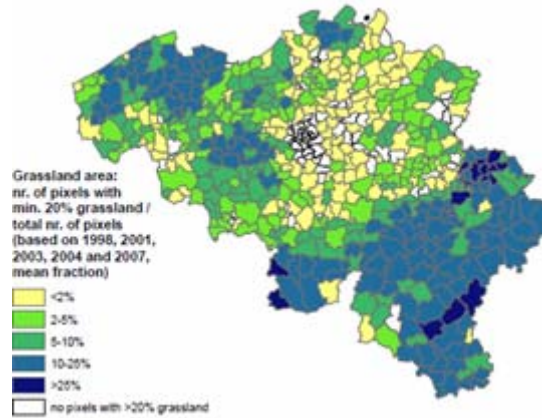 Grassland area:
nr. of pixels with
min. 20% grassland /
total nr. of pixels
(based on 1998, 2001,
2003, 2004 and 2007,
mean fraction)
<2%
2-5%
5-10%
10-25%
>25%
no pixels with >20% grassland